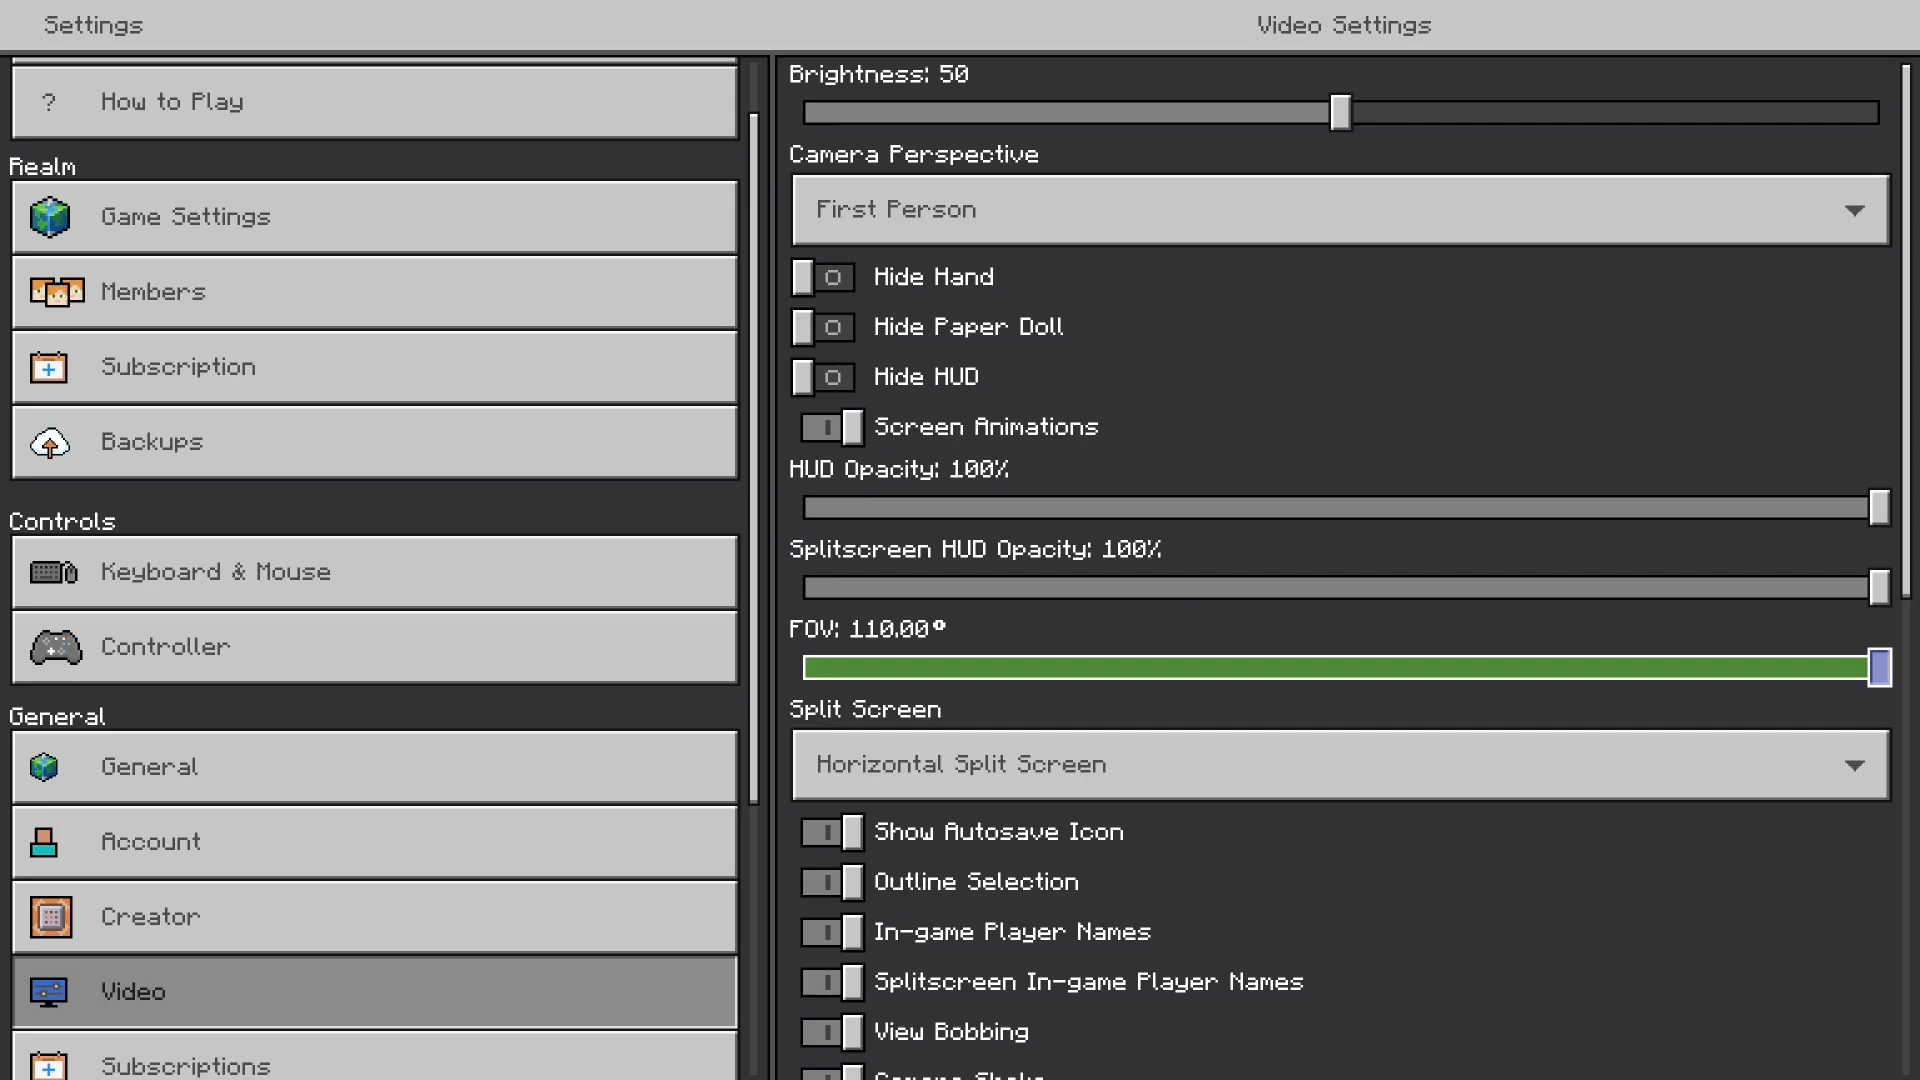 Settings
Video Settings
How to Play
Realm
Game Settings
Members
Subscription
Backups
Controls
Keyboard & Mouse
Controller
General
General
Account
Creator
Video
Subscriptions
Brightness: 50
Camera Perspective
First Person
Hide Hand
Hide Paper Doll
Hide HUD
Screen Animations
HUD Opacity: 100%
Splitscreen HUD Opacity: 100%
FOV: 110.00°
Split Screen
Horizontal Split Screen
Show Autosave Icon
Outline Selection
In-game Player Names
Splitscreen In-game Player Names
View Bobbing
Camera Shake